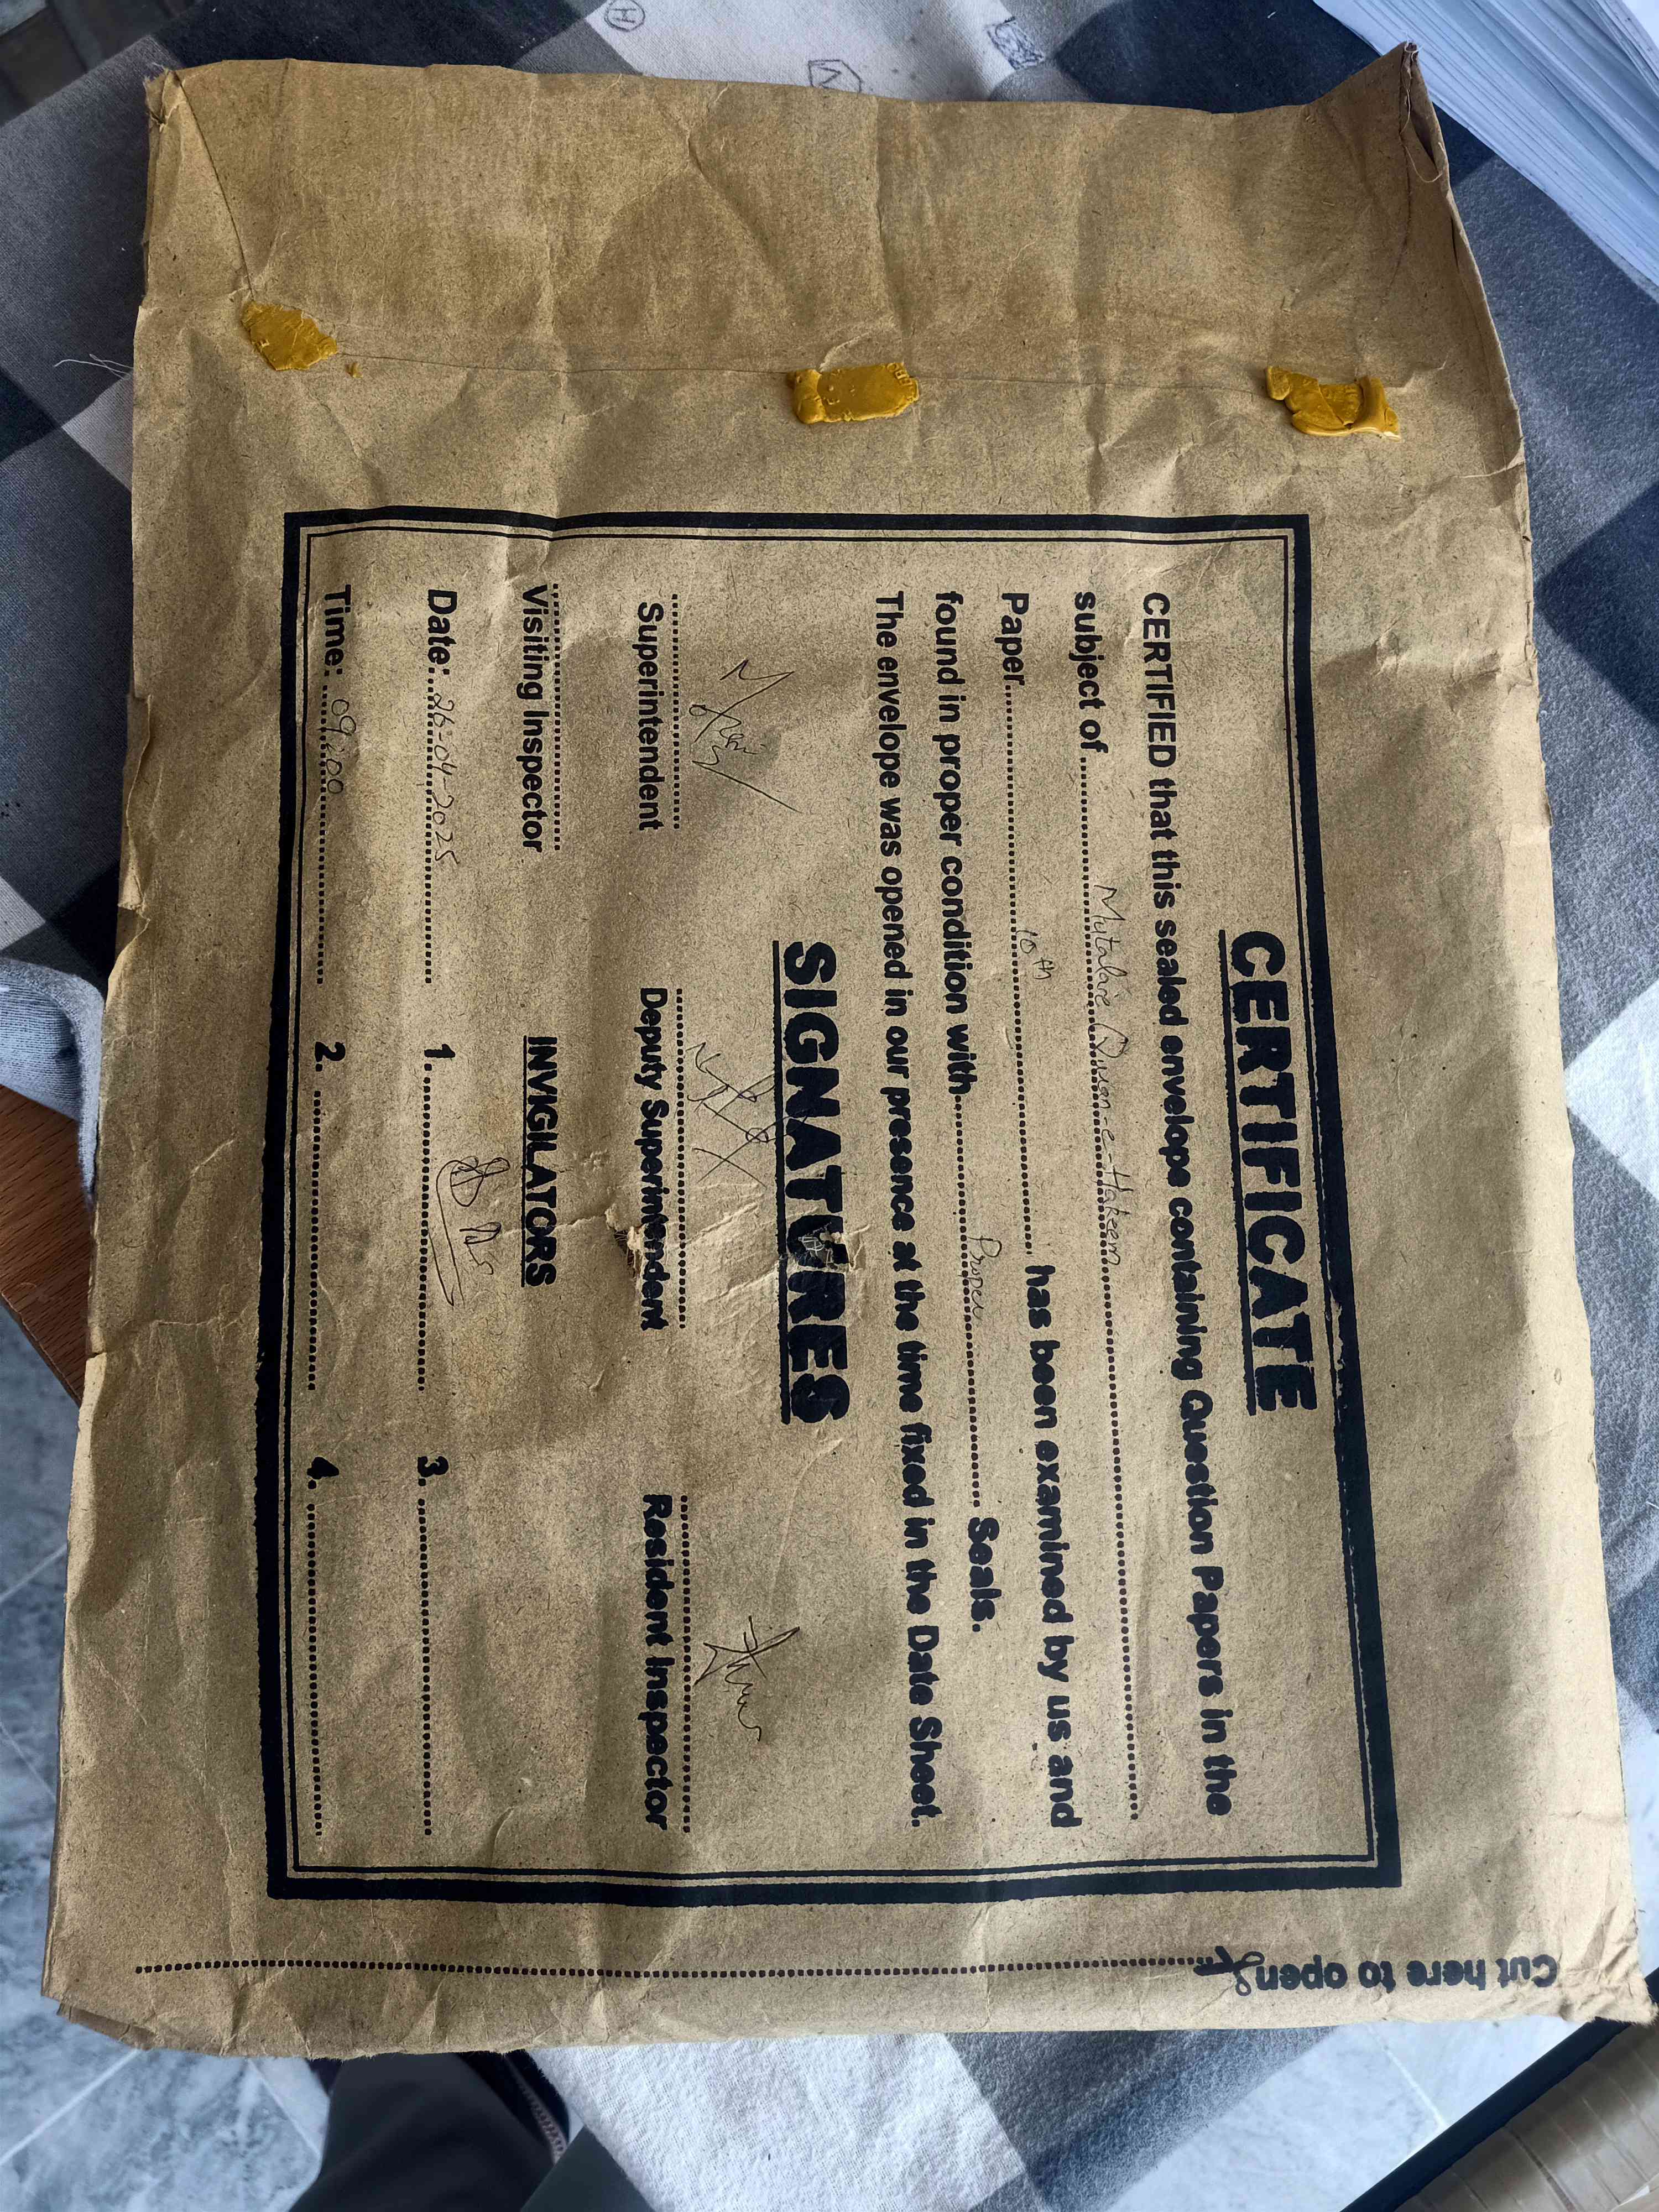 CERTIFICATE
CERTIFIED that this sealed envelope containing Question Papers in the
subject of Mutalae Quran-e-Hakeem
Paper 10th has been examined by us and
found in proper condition with Proper Seals.
The envelope was opened in our presence at the time fixed in the Date Sheet.
SIGNATURES
Superintendent Deputy Superintendent Resident Inspector
Visiting Inspector INVIGILATORS
Date: 26-04-2025 1. 3.
Time: 09:00 2. 4.
Cut here to open